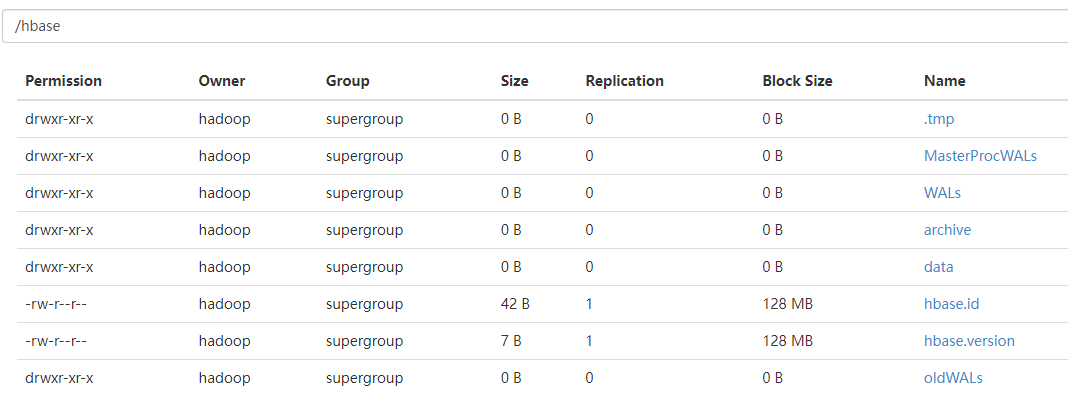 /hbase
Permission Owner Group Size Replication Block Size Name
drwxr-xr-x hadoop supergroup 0 B 0 0 B .tmp
drwxr-xr-x hadoop supergroup 0 B 0 0 B MasterProcWALs
drwxr-xr-x hadoop supergroup 0 B 0 0 B WALs
drwxr-xr-x hadoop supergroup 0 B 0 0 B archive
drwxr-xr-x hadoop supergroup 0 B 0 0 B data
-rw-r--r-- hadoop supergroup 42 B 1 128 MB hbase.id
-rw-r--r-- hadoop supergroup 7 B 1 128 MB hbase.version
drwxr-xr-x hadoop supergroup 0 B 0 0 B oldWALs